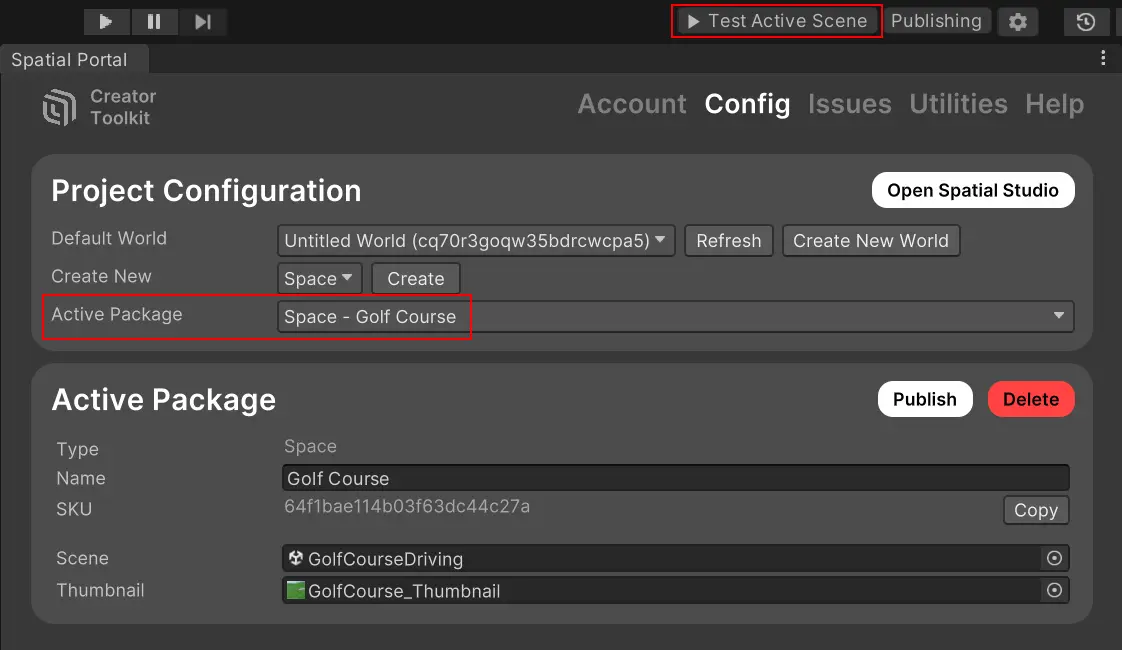 Test Active Scene Publishing
Spatial Portal
Creator
Toolkit
Account Config Issues Utilities Help
Project Configuration Open Spatial Studio
Default World Untitled World (cq70r3goqw35bdrcwcpa5) Refresh Create New World
Create New Space Create
Active Package Space - Golf Course
Active Package Publish Delete
Type Space
Name Golf Course
SKU 64f1bae114b03f63dc44c27a Copy
Scene GolfCourseDriving
Thumbnail GolfCourse_Thumbnail